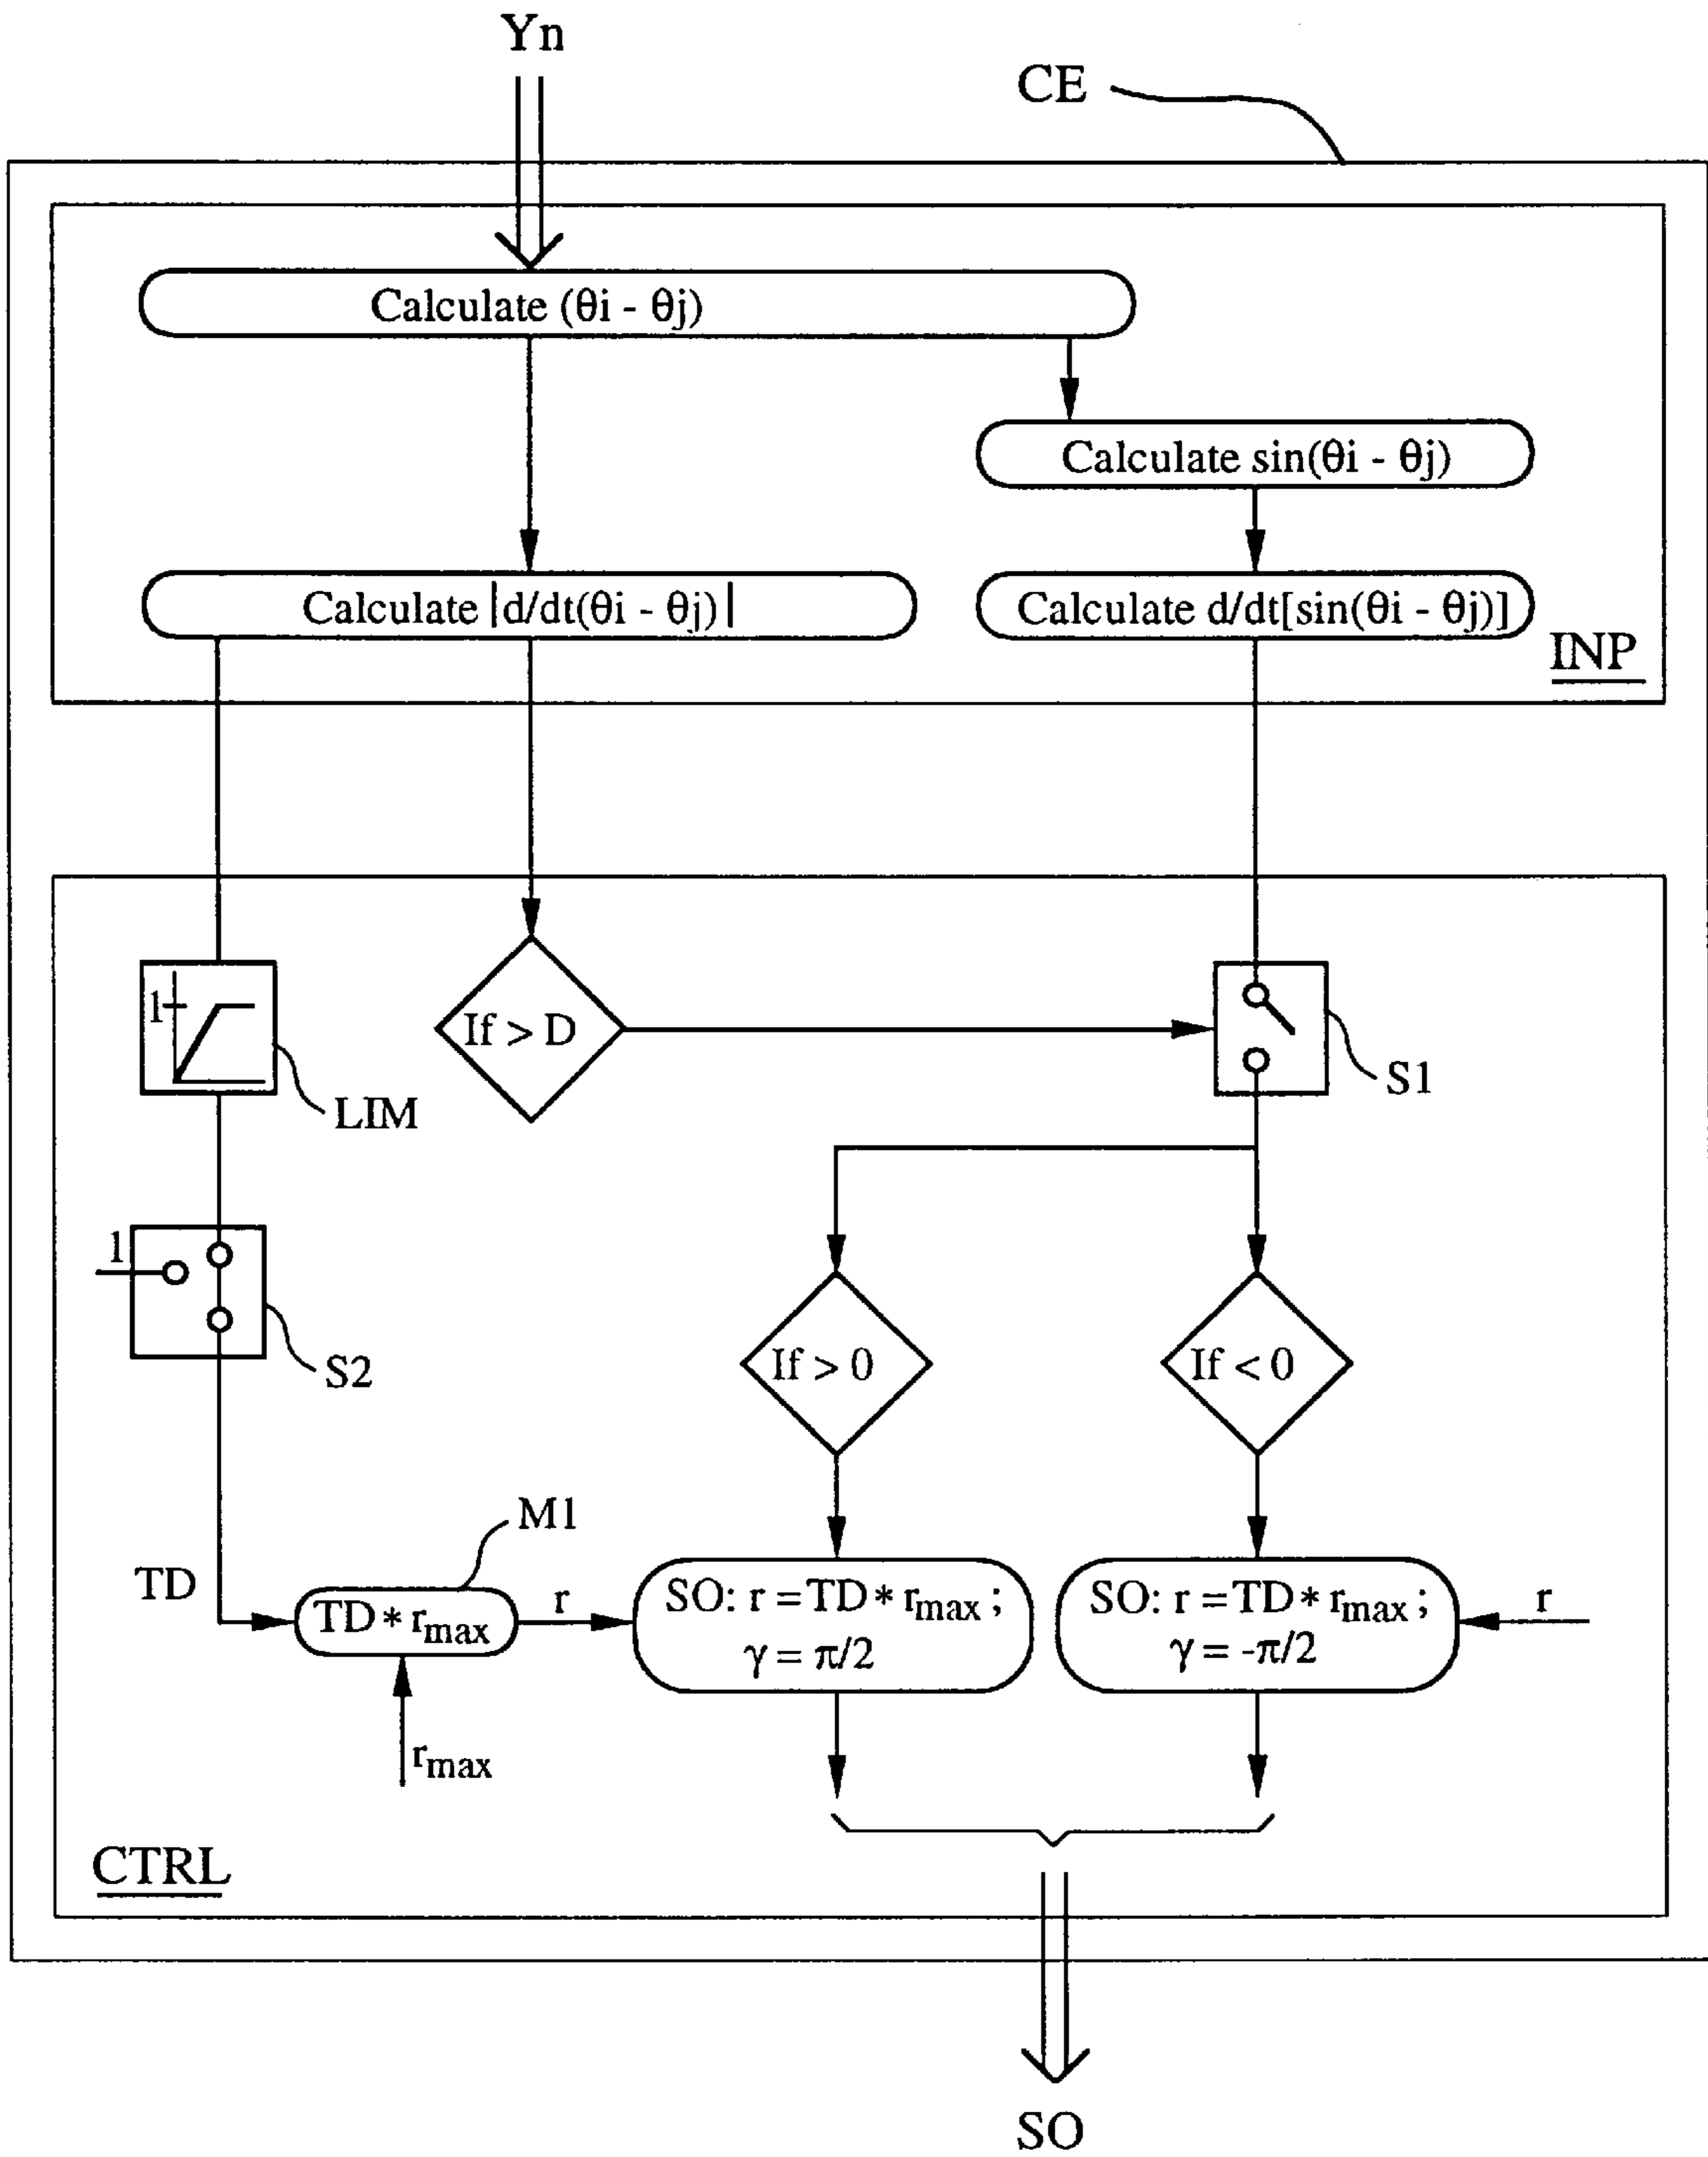 Yn
CE
Calculate (θi - θj)
Calculate sin(θi - θj)
Calculate |d/dt(θi - θj)|
Calculate d/dt[sin(θi - θj)]
INP
1
If > D
S1
LIM
1
S2
If > 0
If < 0
M1
TD
TD * rmax
r
SO: r = TD * rmax ;
γ = π/2
SO: r = TD * rmax ;
γ = -π/2
r
rmax
CTRL
SO